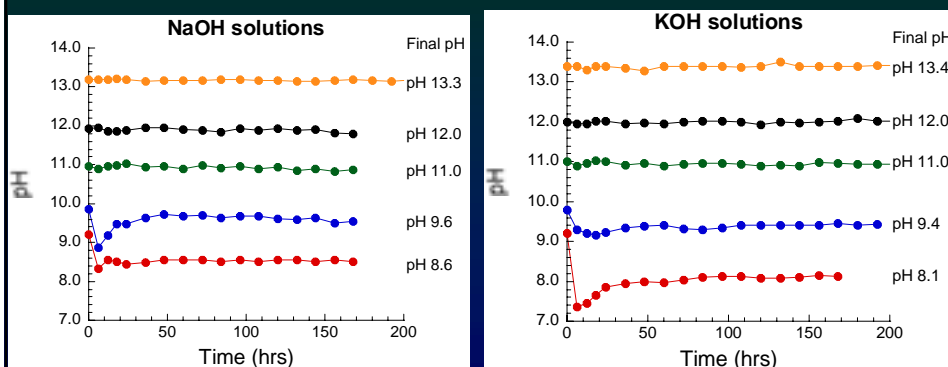 NaOH solutions
Final pH
14.0
13.0
12.0
11.0
10.0
9.0
8.0
7.0
pH
pH 13.3
pH 12.0
pH 11.0
pH 9.6
pH 8.6
0
50
100
150
200
Time (hrs)
KOH solutions
Final pH
14.0
13.0
12.0
11.0
10.0
9.0
8.0
7.0
pH
pH 13.4
pH 12.0
pH 11.0
pH 9.4
pH 8.1
0
50
100
150
200
Time (hrs)